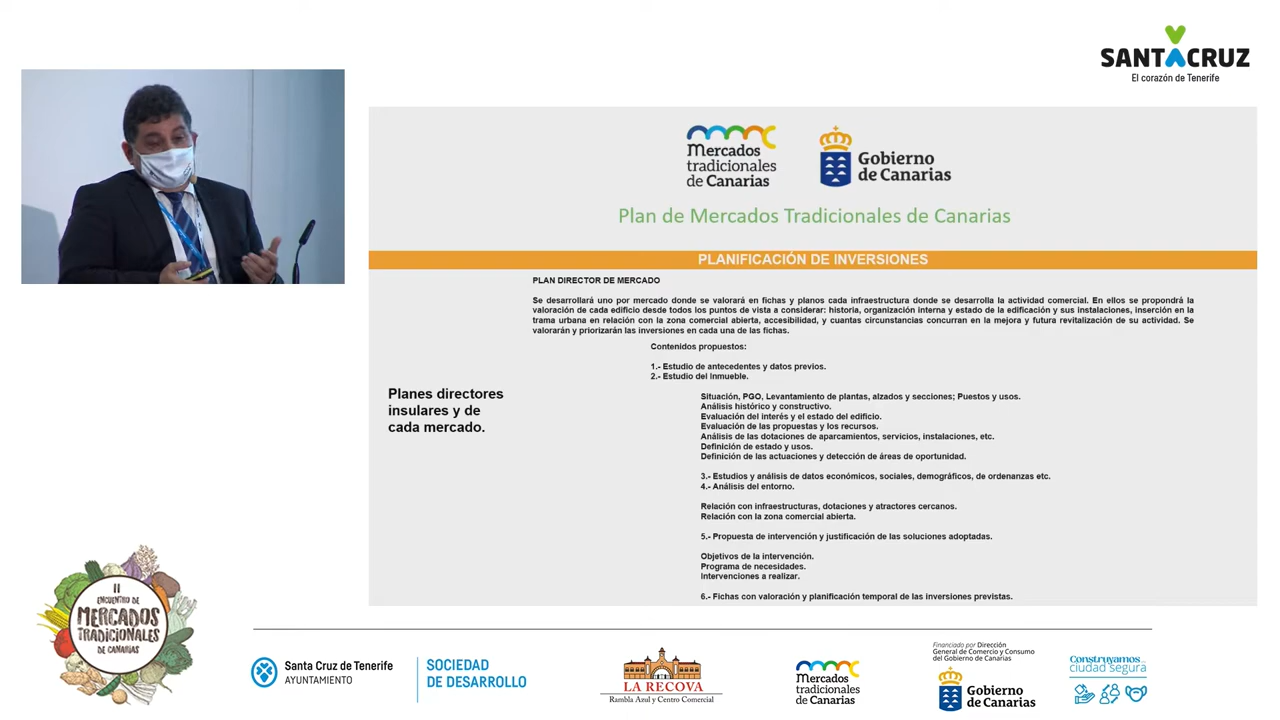 SANTACRUZ
El corazón de Tenerife
Mercados
tradicionales
de Canarias
Gobierno
de Canarias
Plan de Mercados Tradicionales de Canarias
PLANIFICACIÓN DE INVERSIONES
PLAN DIRECTOR DE MERCADO
Se desarrollará uno por mercado donde se valorará en fichas y planos cada infraestructura donde se desarrolla la actividad comercial. En ellos se propondrá la
valoración de cada edificio desde todos los puntos de vista a considerar: historia, organización interna y estado de la edificación y sus instalaciones, inserción en la
trama urbana en relación con la zona comercial abierta, accesibilidad, y cuantas circunstancias concurran en la mejora y futura revitalización de su actividad. Se
valorarán y priorizarán las inversiones en cada una de las fichas.
Contenidos propuestos:
1.- Estudio de antecedentes y datos previos.
2.- Estudio del Inmueble.
Planes directores
insulares y de
cada mercado.
Situación, PGO, Levantamiento de plantas, alzados y secciones; Puestos y usos.
Análisis histórico y constructivo.
Evaluación del interés y el estado del edificio.
Evaluación de las propuestas y los recursos.
Análisis de las dotaciones de aparcamientos, servicios, instalaciones, etc.
Definición de estado y usos.
Definición de las actuaciones y detección de áreas de oportunidad.
3.- Estudios y análisis de datos económicos, sociales, demográficos, de ordenanzas etc.
4.- Análisis del entorno.
Relación con infraestructuras, dotaciones y atractores cercanos.
Relación con la zona comercial abierta.
5.- Propuesta de intervención y justificación de las soluciones adoptadas.
Objetivos de la intervención.
Programa de necesidades.
Intervenciones a realizar.
6.- Fichas con valoración y planificación temporal de las inversiones previstas.
II
ENCUENTRO DE
MERCADOS
TRADICIONALES
DE CANARIAS
Santa Cruz de Tenerife
AYUNTAMIENTO
SOCIEDAD
DE DESARROLLO
LA RECOVA
Rambla Azul y Centro Comercial
Mercados
tradicionales
de Canarias
Financiado por Dirección
General de Comercio y Consumo
del Gobierno de Canarias
Gobierno
de Canarias
Construyamos
ciudad segura